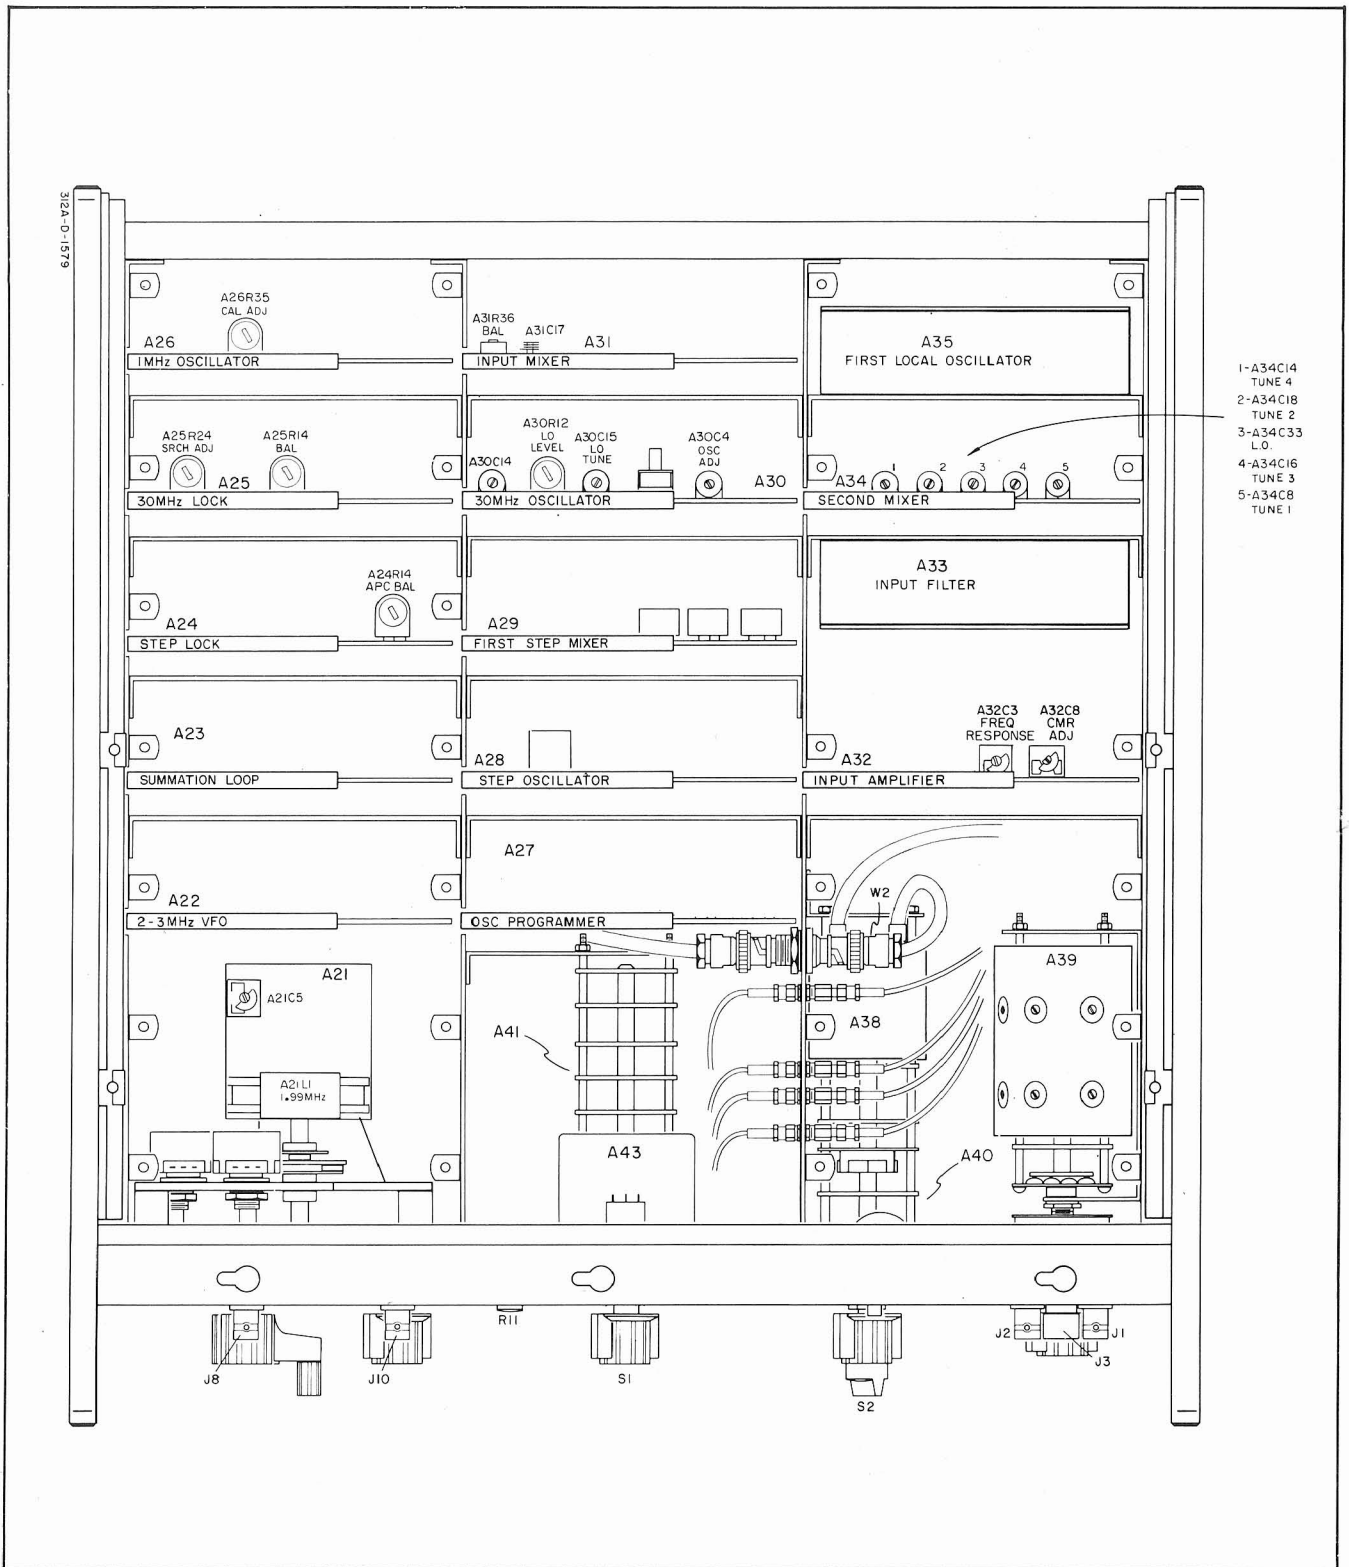 312A-D-1579
A26R35
CAL ADJ
A26
1MHz OSCILLATOR
A31R36
BAL
A31C17
A31
INPUT MIXER
A35
FIRST LOCAL OSCILLATOR
1-A34C14
TUNE 4
2-A34C18
TUNE 2
3-A34C33
L.O.
4-A34C16
TUNE 3
5-A34C8
TUNE 1
A25R24
SRCH ADJ
A25R14
BAL
A25
30MHz LOCK
A30C14
A30R12
LO
LEVEL
A30C15
LO
TUNE
A30C4
OSC
ADJ
A30
30MHz OSCILLATOR
A34
1 2 3 4 5
SECOND MIXER
A24R14
APC BAL
A24
STEP LOCK
A29
FIRST STEP MIXER
A33
INPUT FILTER
A23
SUMMATION LOOP
A28
STEP OSCILLATOR
A32C3
FREQ
RESPONSE
A32C8
CMR
ADJ
A32
INPUT AMPLIFIER
A22
2-3MHz VFO
A27
OSC PROGRAMMER
W2
A21
A21C5
A21L1
1.99MHz
A41
A43
A38
A39
A40
J8
J10
R11
S1
S2
J2
J1
J3